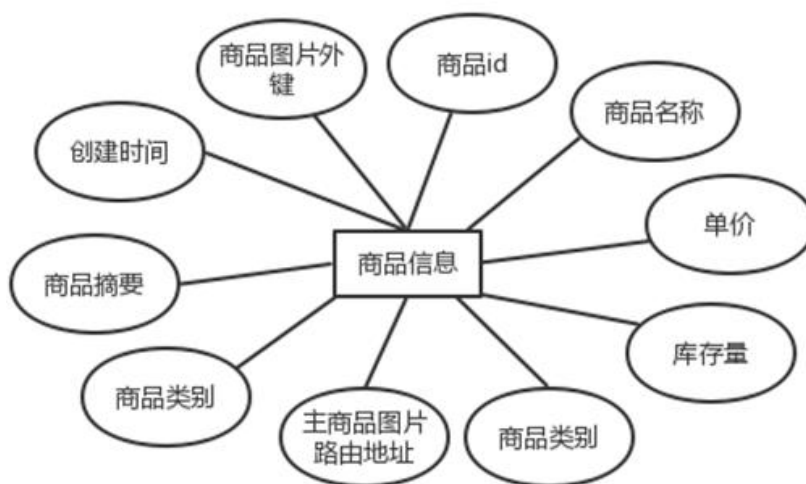 商品图片外
键
商品id
商品名称
创建时间
单价
商品信息
商品摘要
库存量
商品类别
主商品图片
路由地址
商品类别